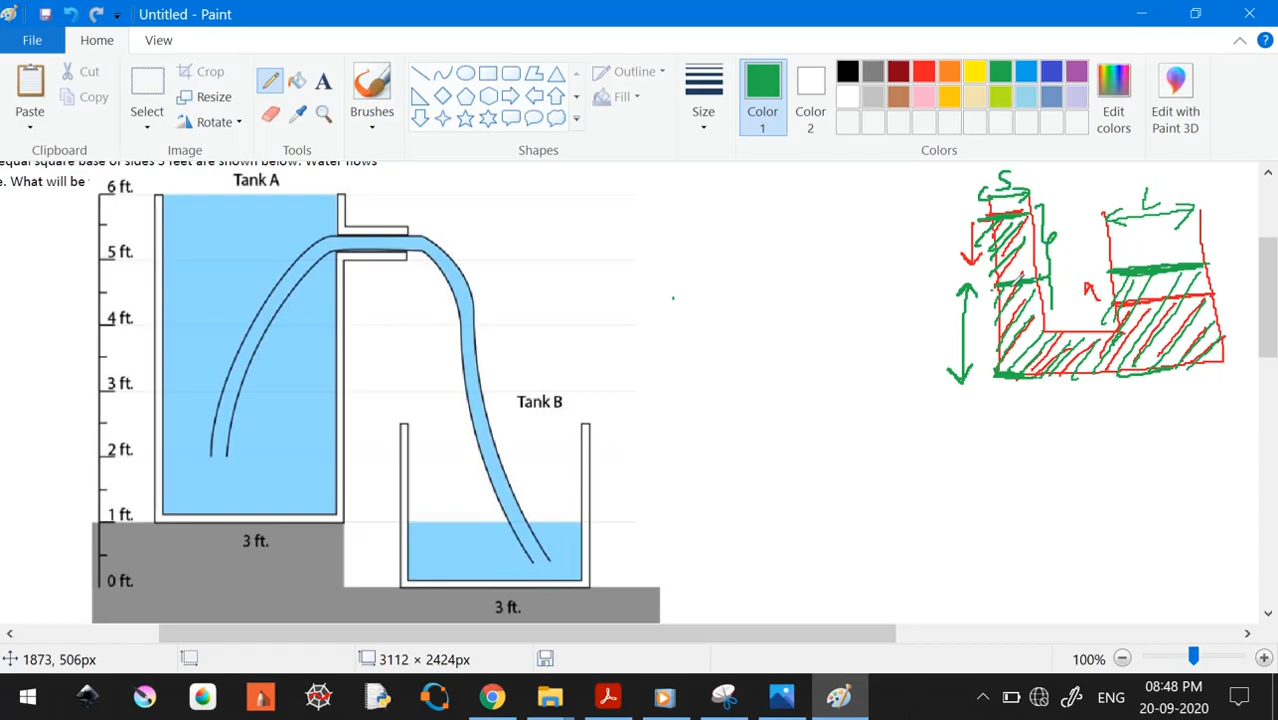 Untitled - Paint
File Home View
Paste
Cut
Copy
Clipboard
Select
Crop
Resize
Rotate
Image
A
Tools
Brushes
Shapes
Outline
Fill
Size
Color 1
Color 2
Edit colors
Edit with Paint 3D
Colors
equal square base of sides 3 feet are shown below. Water flows
e. What will be
Tank A
6 ft.
5 ft.
4 ft.
3 ft.
2 ft.
1 ft.
0 ft.
3 ft.
Tank B
3 ft.
S
L
1873, 506px
3112 × 2424px
100%
ENG
08:48 PM
20-09-2020